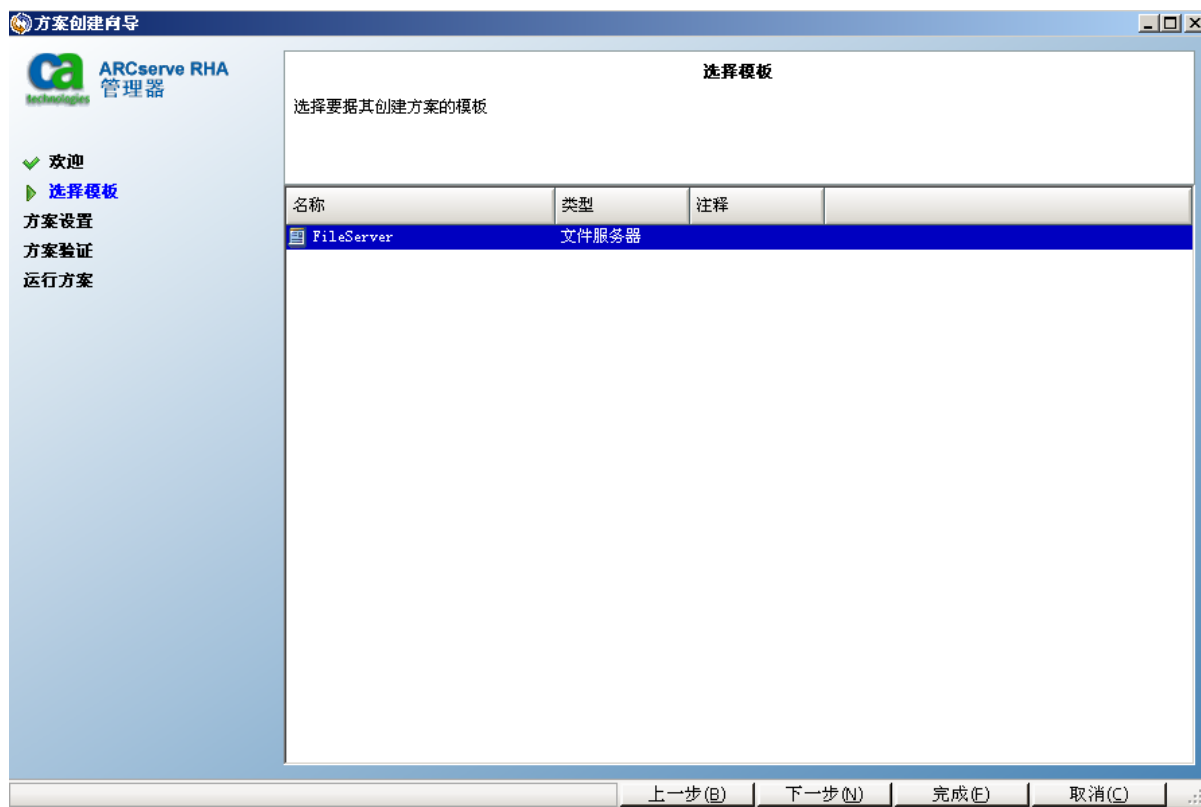 方案创建向导
ca
technologies
ARCserve RHA
管理器
欢迎
选择模板
方案设置
方案验证
运行方案
选择模板
选择要据其创建方案的模板
名称 类型 注释
FileServer 文件服务器
上一步(B) 下一步(N) 完成(F) 取消(C)